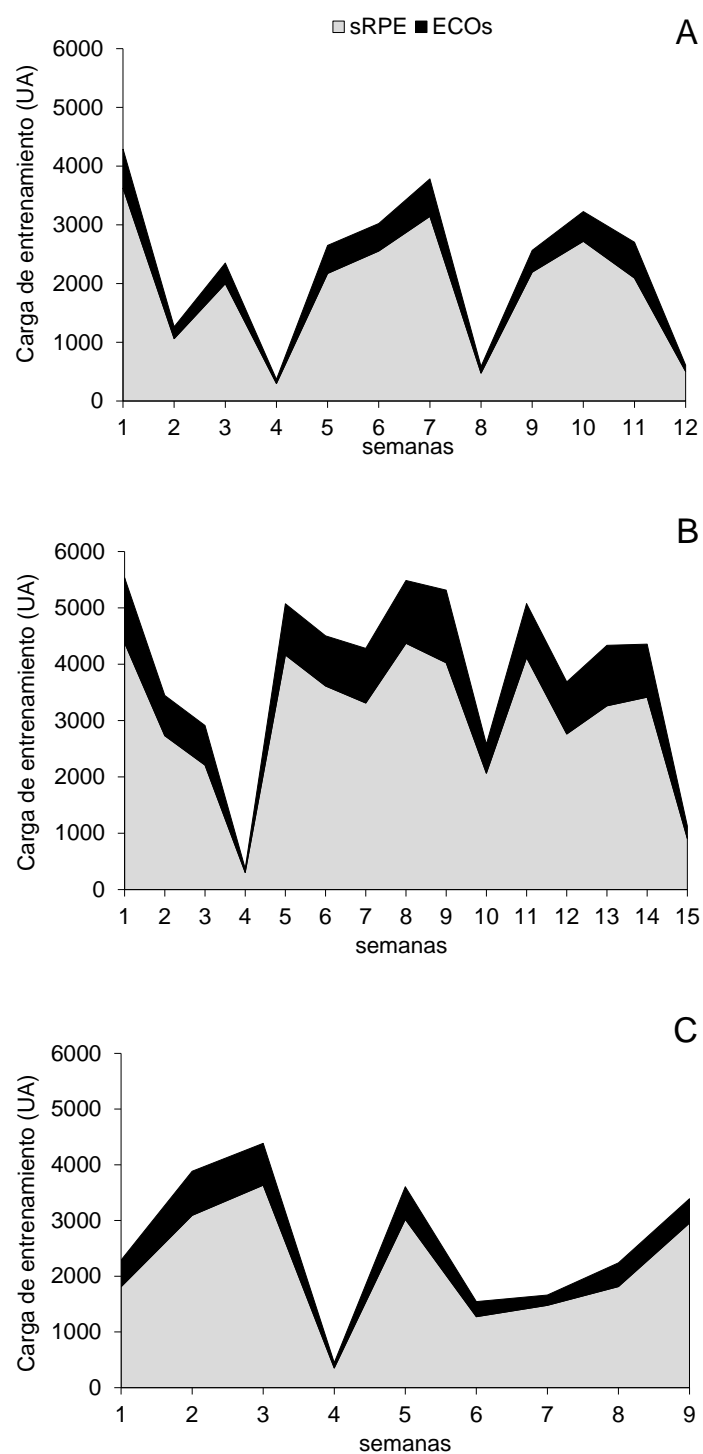 sRPE ECOs
A
Carga de entrenamiento (UA)
6000
5000
4000
3000
2000
1000
0
1 2 3 4 5 6 7 8 9 10 11 12
semanas
B
Carga de entrenamiento (UA)
6000
5000
4000
3000
2000
1000
0
1 2 3 4 5 6 7 8 9 10 11 12 13 14 15
semanas
C
Carga de entrenamiento (UA)
6000
5000
4000
3000
2000
1000
0
1 2 3 4 5 6 7 8 9
semanas